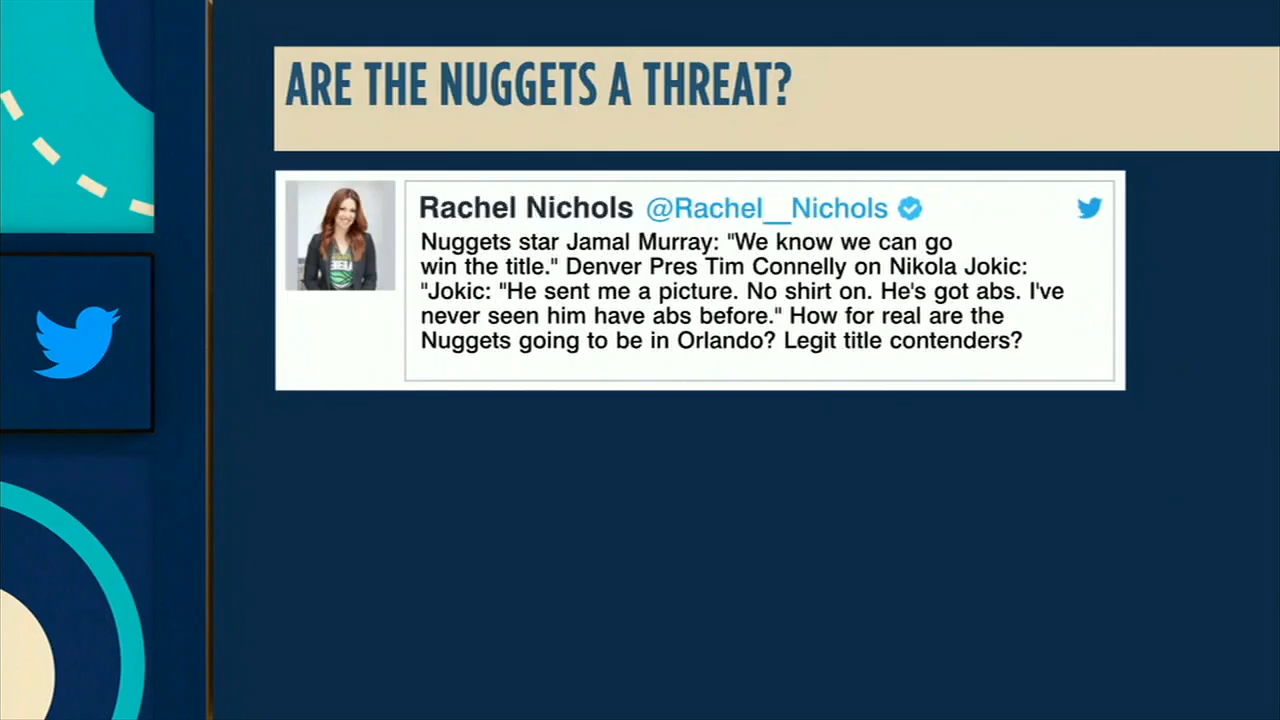 ARE THE NUGGETS A THREAT?
Rachel Nichols @Rachel__Nichols
Nuggets star Jamal Murray: "We know we can go
win the title." Denver Pres Tim Connelly on Nikola Jokic:
"Jokic: "He sent me a picture. No shirt on. He's got abs. I've
never seen him have abs before." How for real are the
Nuggets going to be in Orlando? Legit title contenders?